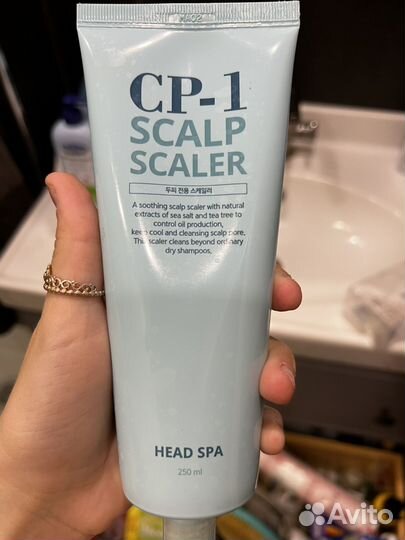 CP-1
SCALP
SCALER
두피 전용 스케일러
A soothing scalp scaler with natural
extracts of sea salt and tea tree to
control oil production,
keep cool and cleansing scalp pore,
This scaler cleans beyond ordinary
dry shampoos,
HEAD SPA
250 ml
Avito